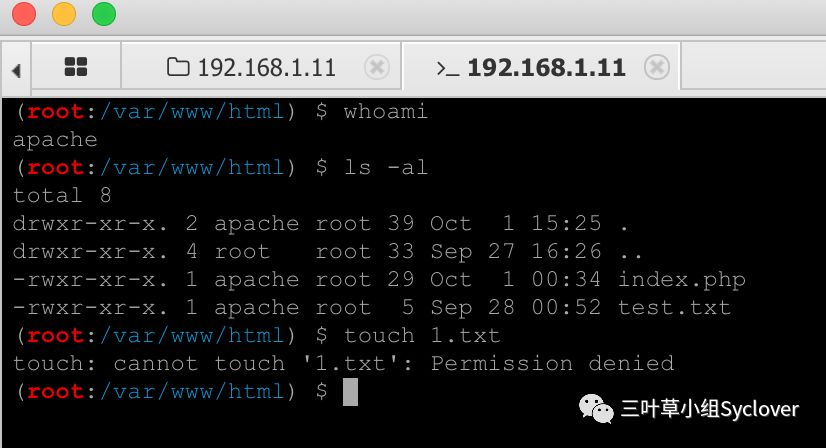 192.168.1.11 >_ 192.168.1.11
(root:/var/www/html) $ whoami
apache
(root:/var/www/html) $ ls -al
total 8
drwxr-xr-x. 2 apache root 39 Oct  1 15:25 .
drwxr-xr-x. 4 root   root 33 Sep 27 16:26 ..
-rwxr-xr-x. 1 apache root 29 Oct  1 00:34 index.php
-rwxr-xr-x. 1 apache root  5 Sep 28 00:52 test.txt
(root:/var/www/html) $ touch 1.txt
touch: cannot touch '1.txt': Permission denied
(root:/var/www/html) $
三叶草小组Syclover